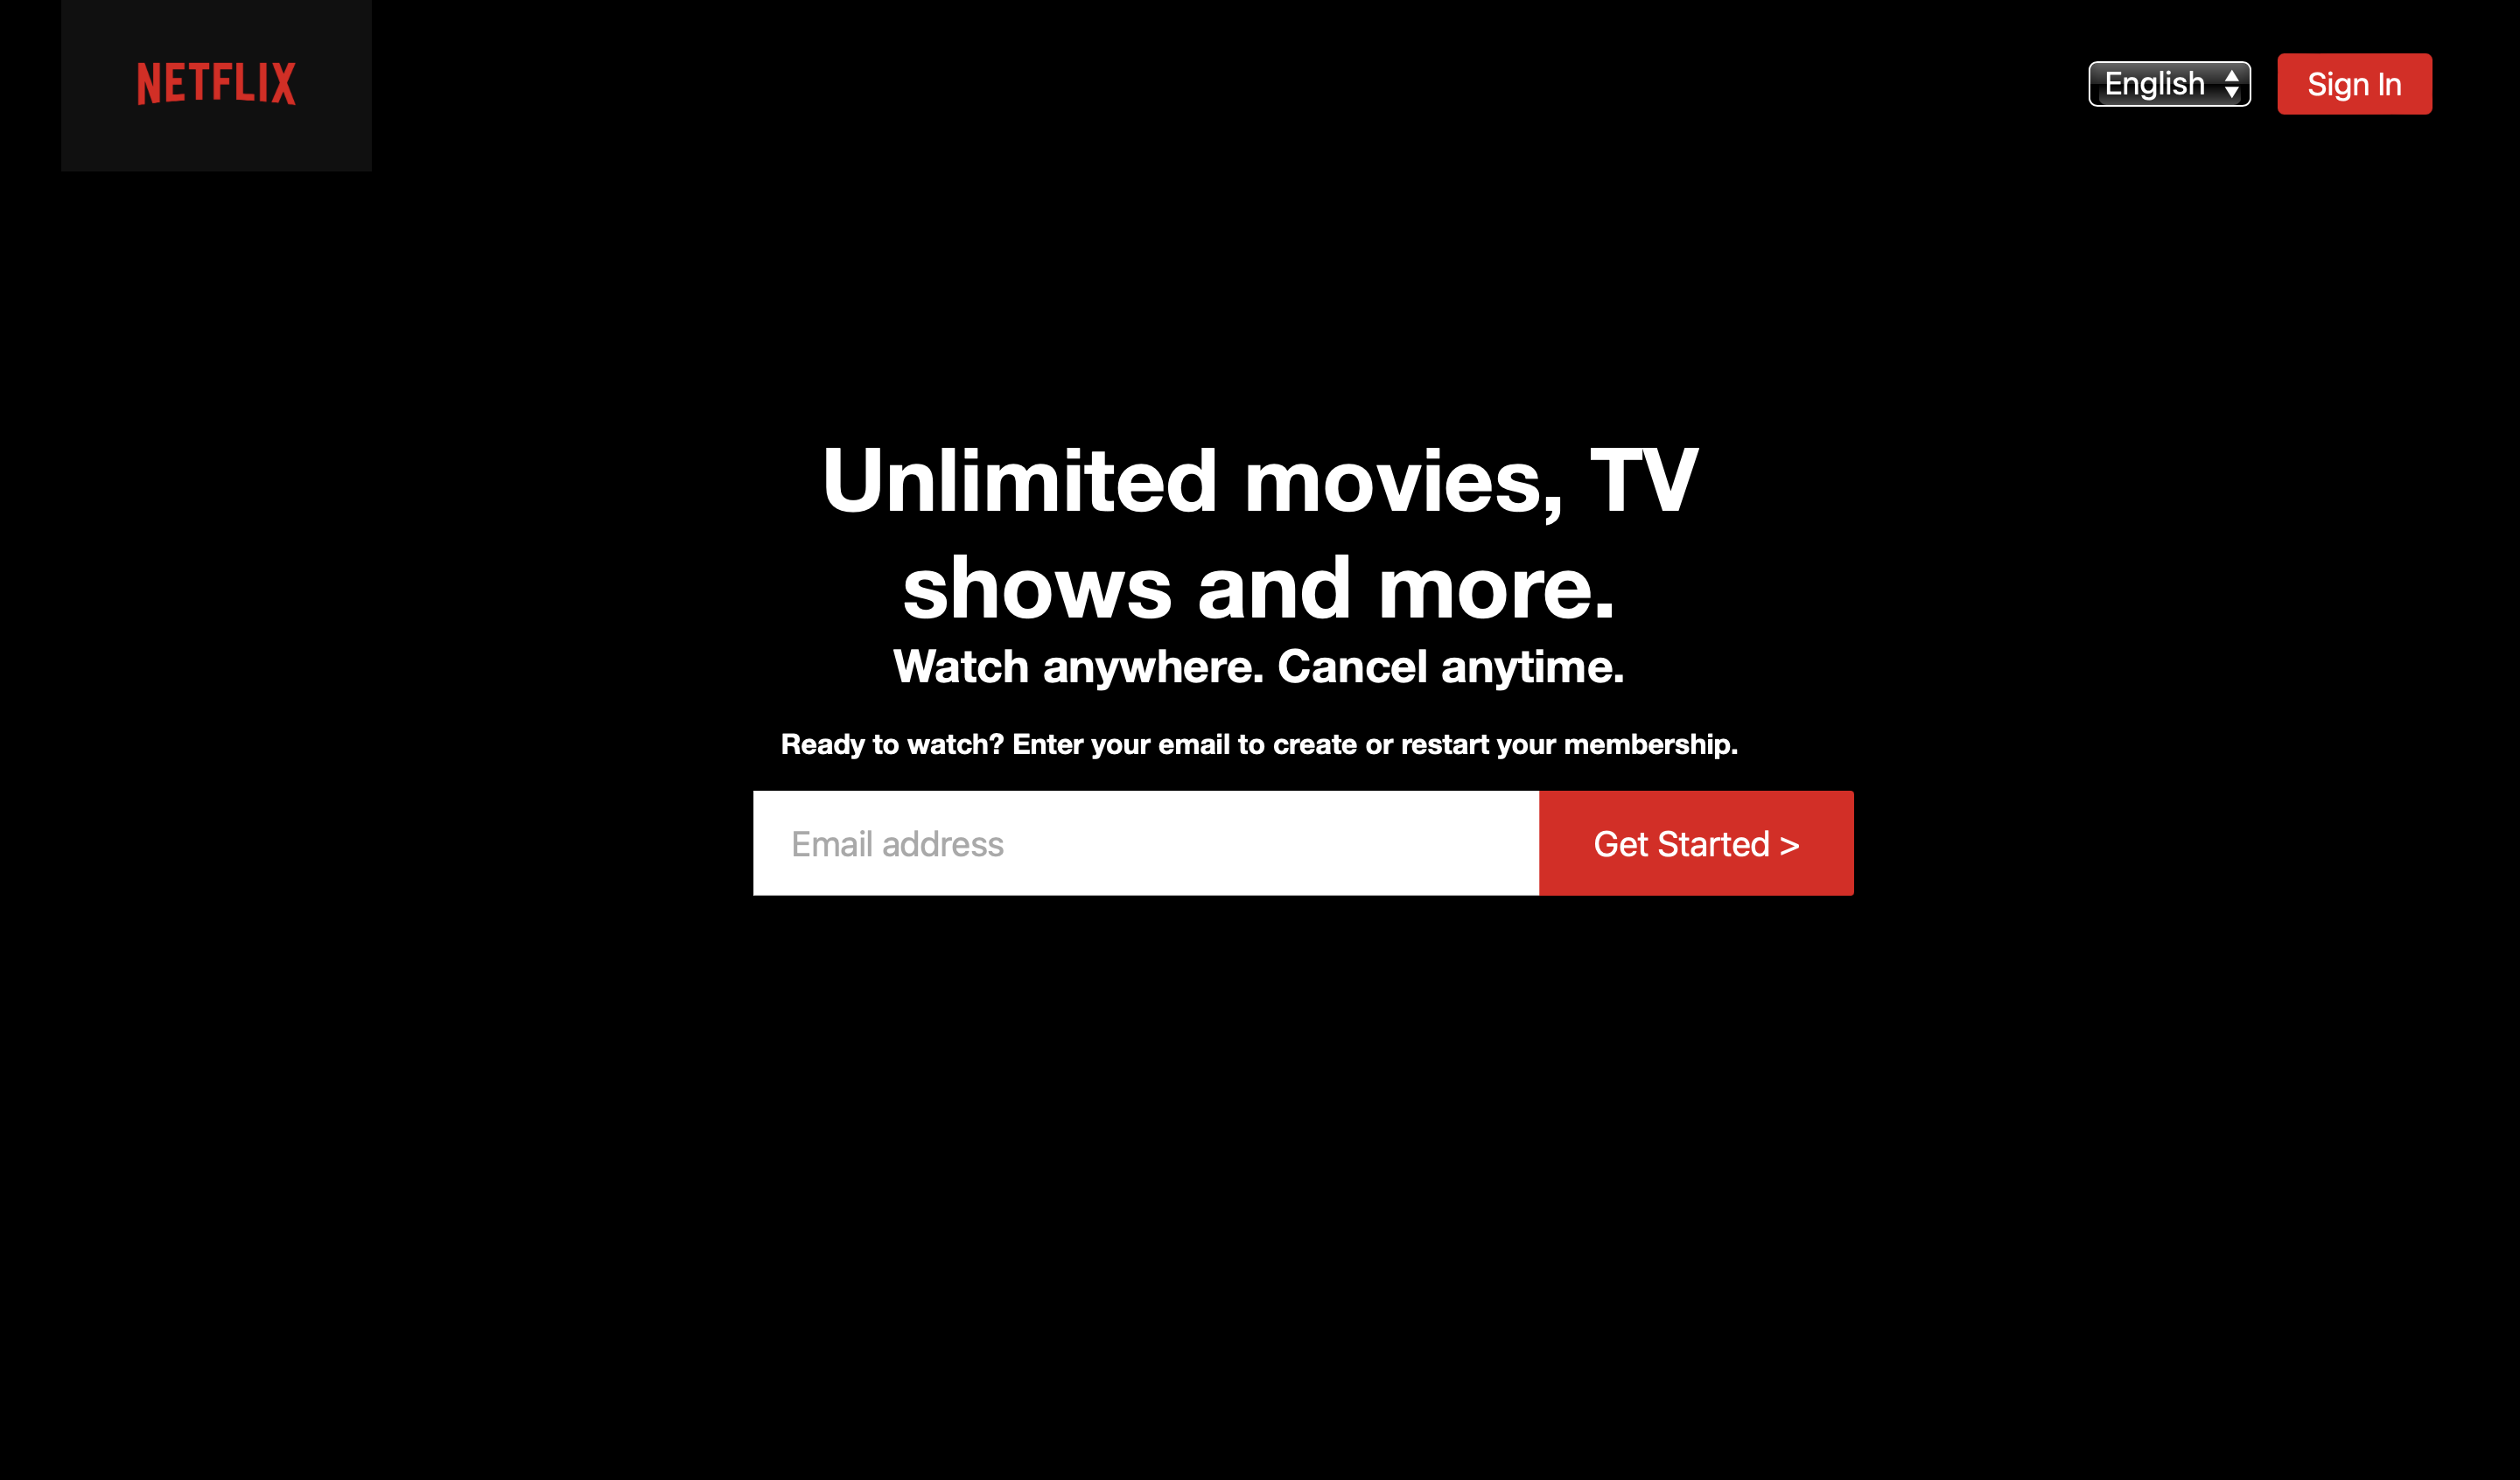 NETFLIX
English
Sign In
Unlimited movies, TV
shows and more.
Watch anywhere. Cancel anytime.
Ready to watch? Enter your email to create or restart your membership.
Email address
Get Started >